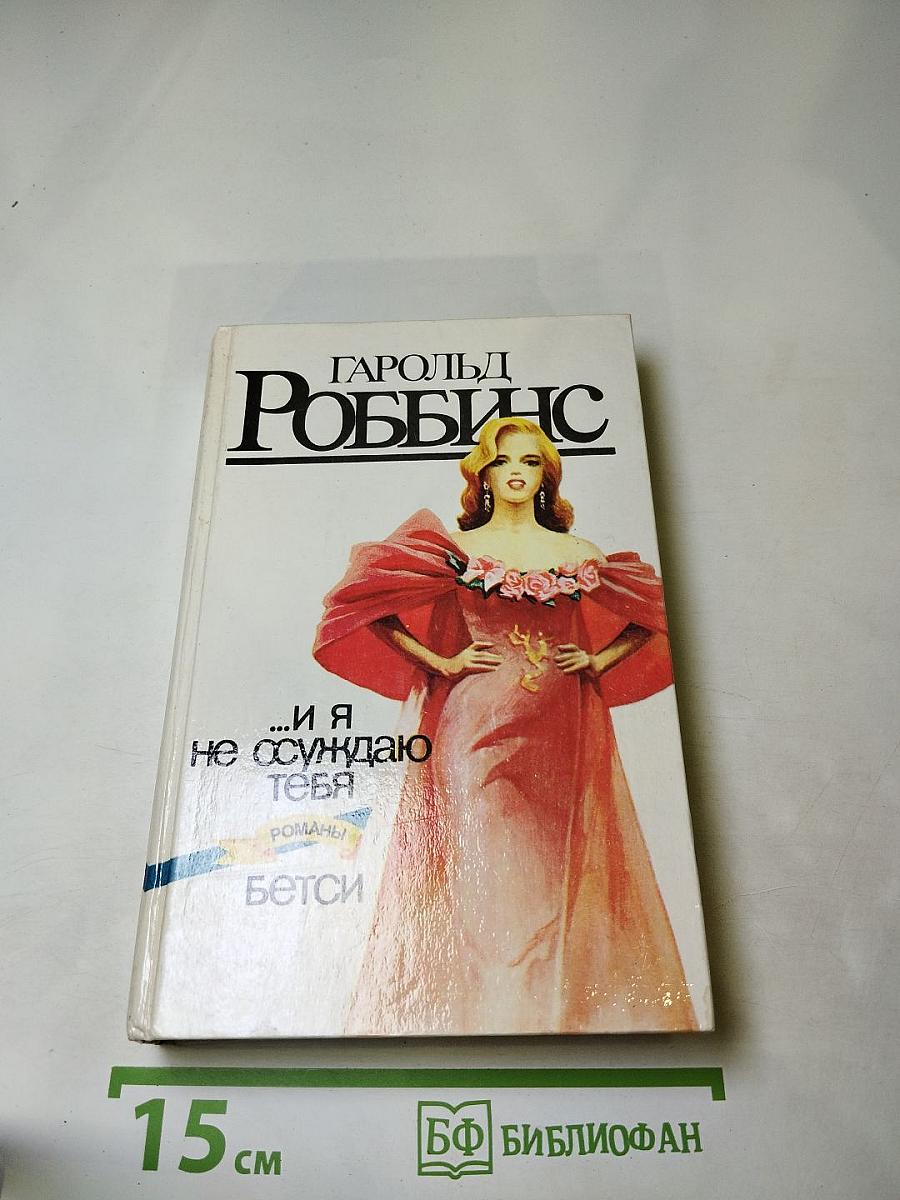 ГАРОЛЬД
РОББИНС
...И Я
не осуждаю
тебя
РОМАНЫ
Бетси
15 см
БФ БИБЛИОФАН